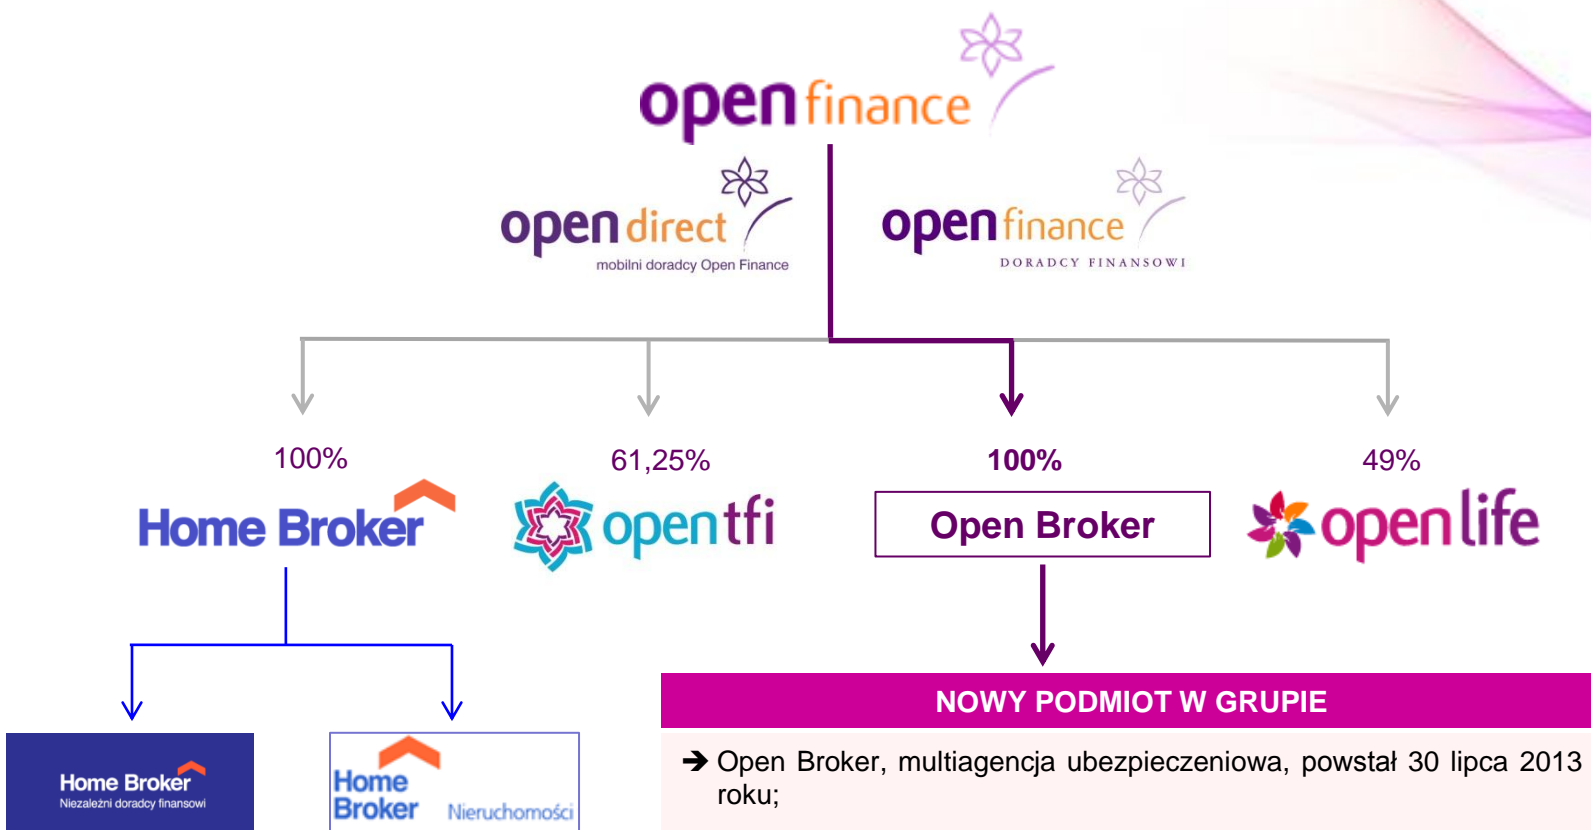 open finance
open direct
mobilni doradcy Open Finance
open finance
DORADCY FINANSOWI
100%
61,25%
100%
49%
Home Broker
open tfi
Open Broker
open life
NOWY PODMIOT W GRUPIE
➔ Open Broker, multiagencja ubezpieczeniowa, powstał 30 lipca 2013
roku;
Home Broker
Niezależni doradcy finansowi
Home
Broker Nieruchomości